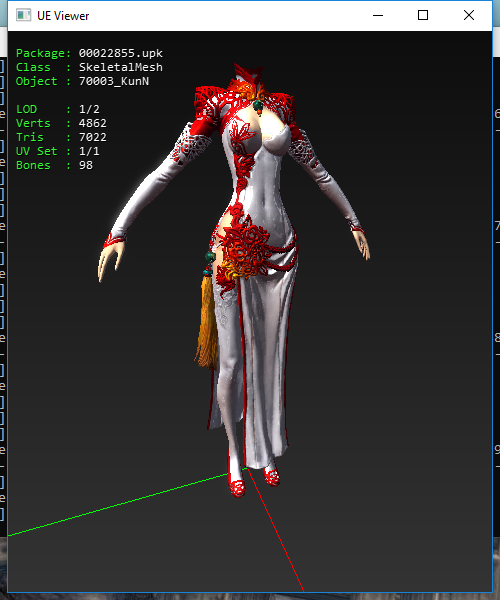 UE Viewer
Package: 00022855.upk
Class : SkeletalMesh
Object : 70003_KunN
LOD : 1/2
Verts : 4862
Tris : 7022
UV Set : 1/1
Bones : 98